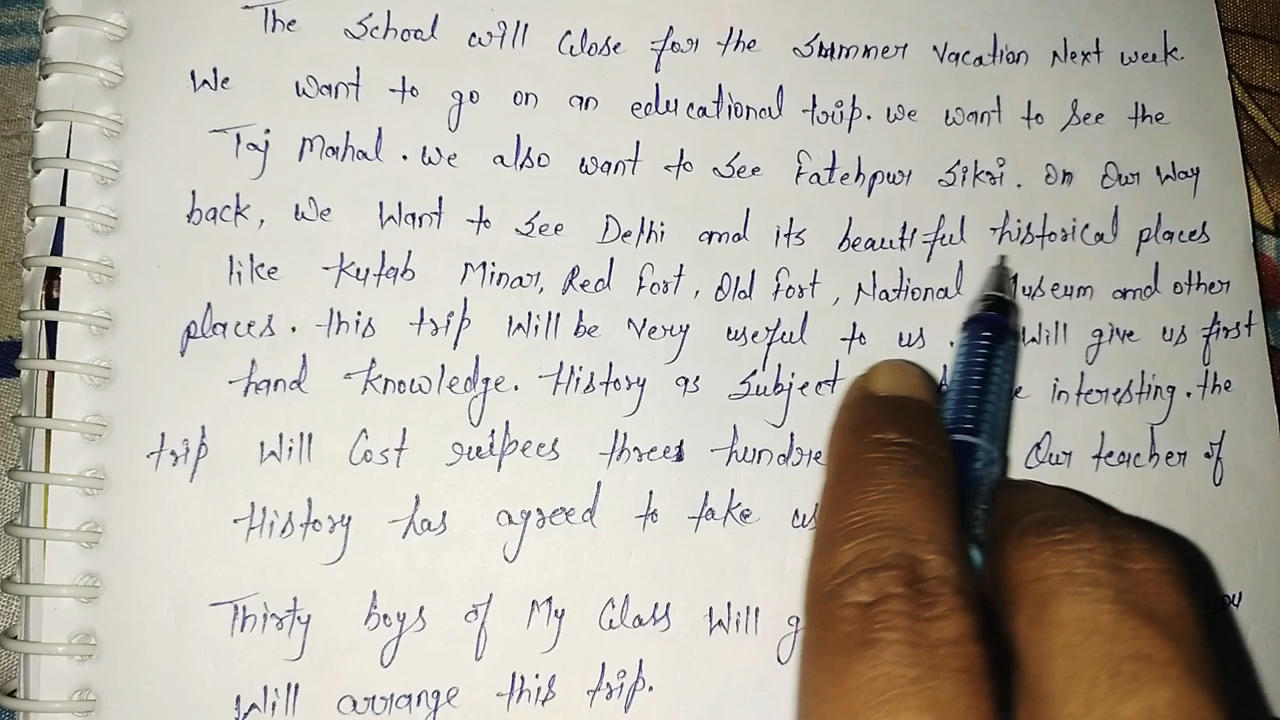 The School will Close for the Summer Vacation Next week.
We want to go on an educational trip. We want to See the
Taj Mahal. We also want to See Fatehpur Sikri. On Our Way
back, We Want to See Delhi and its beautiful historical places
like Kutab Minar, Red Fort, Old Fort, National Museum and other
places. This trip Will be Very useful to us. Will give us first
hand Knowledge. History as Subject interesting. The
trip Will Cost three Our teacher of
History has agreed to take us
Thirty boys of My Class Will
Will arrange this trip.